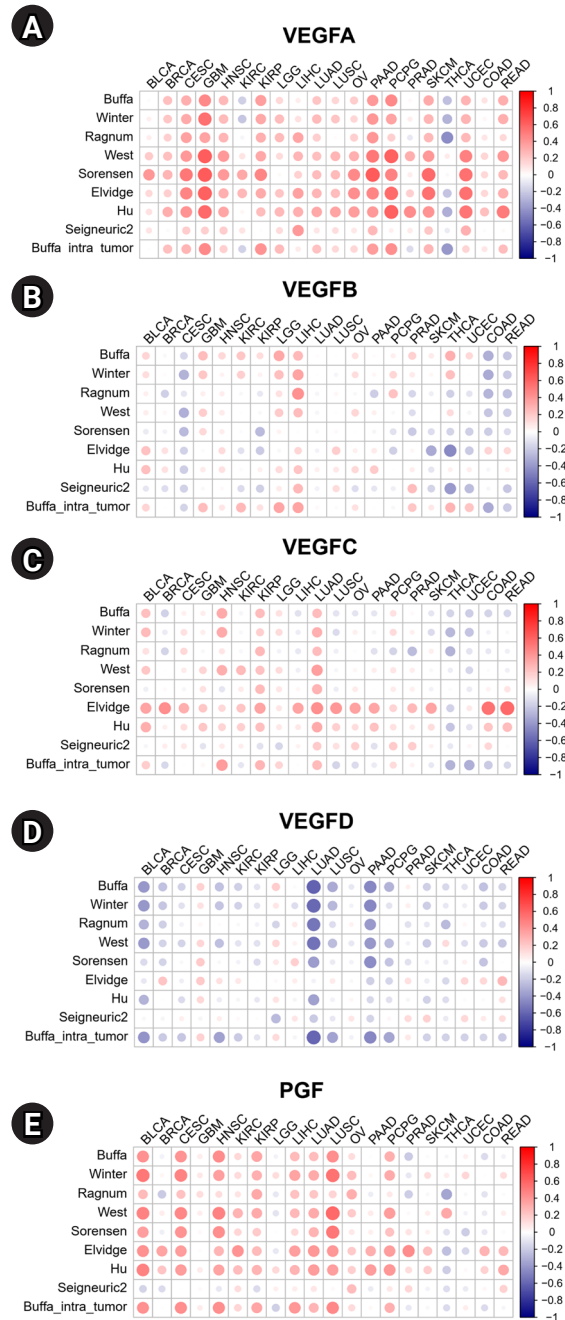 A
VEGFA
BLCA BRCA CESC GBM HNSC KIRC KIRP LGG LIHC LUAD LUSC OV PAAD PCPG PRAD SKCM THCA UCEC COAD READ
Buffa
Winter
Ragnum
West
Sorensen
Elvidge
Hu
Seigneuric2
Buffa intra tumor
1
0.8
0.6
0.4
0.2
0
−0.2
−0.4
−0.6
−0.8
−1
B
VEGFB
BLCA BRCA CESC GBM HNSC KIRC KIRP LGG LIHC LUAD LUSC OV PAAD PCPG PRAD SKCM THCA UCEC COAD READ
Buffa
Winter
Ragnum
West
Sorensen
Elvidge
Hu
Seigneuric2
Buffa_intra_tumor
1
0.8
0.6
0.4
0.2
0
−0.2
−0.4
−0.6
−0.8
−1
C
VEGFC
BLCA BRCA CESC GBM HNSC KIRC KIRP LGG LIHC LUAD LUSC OV PAAD PCPG PRAD SKCM THCA UCEC COAD READ
Buffa
Winter
Ragnum
West
Sorensen
Elvidge
Hu
Seigneuric2
Buffa_intra_tumor
1
0.8
0.6
0.4
0.2
0
−0.2
−0.4
−0.6
−0.8
−1
D
VEGFD
BLCA BRCA CESC GBM HNSC KIRC KIRP LGG LIHC LUAD LUSC OV PAAD PCPG PRAD SKCM THCA UCEC COAD READ
Buffa
Winter
Ragnum
West
Sorensen
Elvidge
Hu
Seigneuric2
Buffa_intra_tumor
1
0.8
0.6
0.4
0.2
0
−0.2
−0.4
−0.6
−0.8
−1
E
PGF
BLCA BRCA CESC GBM HNSC KIRC KIRP LGG LIHC LUAD LUSC OV PAAD PCPG PRAD SKCM THCA UCEC COAD READ
Buffa
Winter
Ragnum
West
Sorensen
Elvidge
Hu
Seigneuric2
Buffa_intra_tumor
1
0.8
0.6
0.4
0.2
0
−0.2
−0.4
−0.6
−0.8
−1